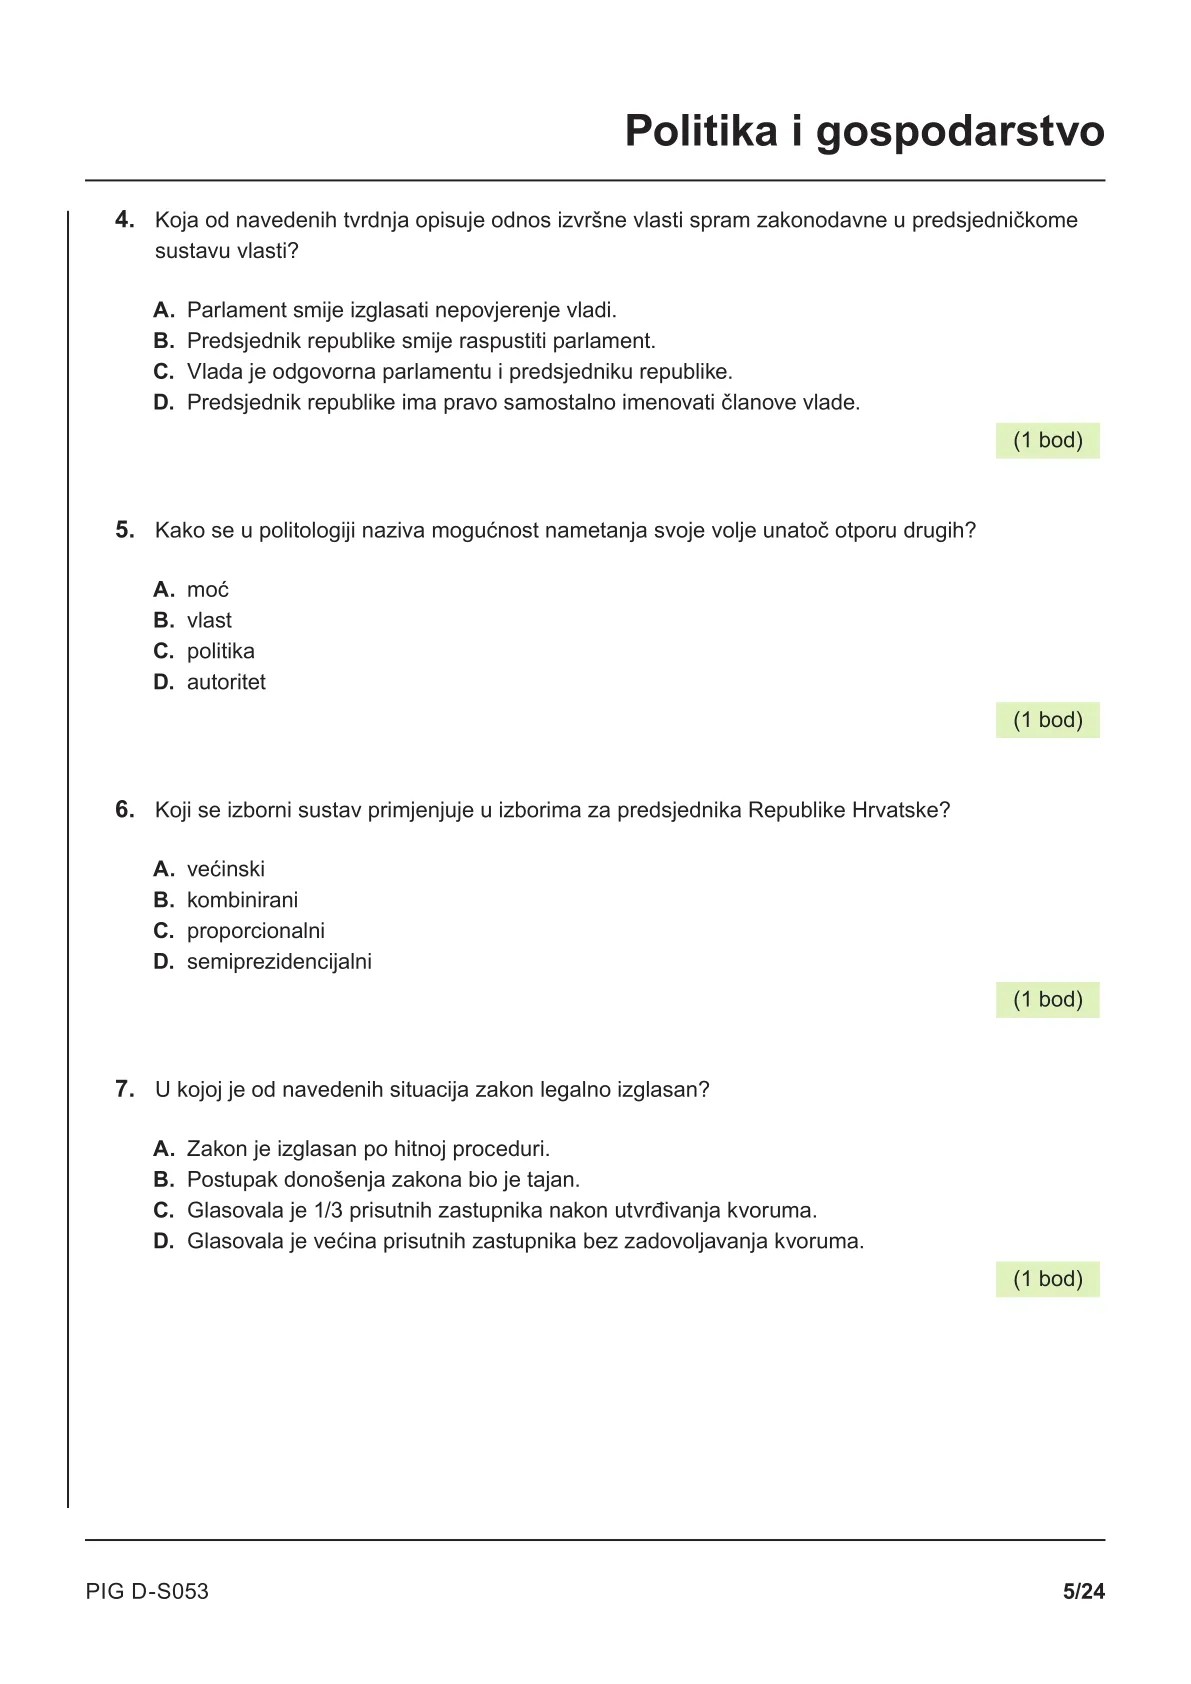 Politika i gospodarstvo
4. Koja od navedenih tvrdnja opisuje odnos izvršne vlasti spram zakonodavne u predsjedničkome
sustavu vlasti?
A. Parlament smije izglasati nepovjerenje vladi.
B. Predsjednik republike smije raspustiti parlament.
C. Vlada je odgovorna parlamentu i predsjedniku republike.
D. Predsjednik republike ima pravo samostalno imenovati članove vlade.
(1 bod)
5. Kako se u politologiji naziva mogućnost nametanja svoje volje unatoč otporu drugih?
A. moć
B. vlast
C. politika
D. autoritet
(1 bod)
6. Koji se izborni sustav primjenjuje u izborima za predsjednika Republike Hrvatske?
A. većinski
B. kombinirani
C. proporcionalni
D. semiprezidencijalni
(1 bod)
7. U kojoj je od navedenih situacija zakon legalno izglasan?
A. Zakon je izglasan po hitnoj proceduri.
B. Postupak donošenja zakona bio je tajan.
C. Glasovala je 1/3 prisutnih zastupnika nakon utvrđivanja kvoruma.
D. Glasovala je većina prisutnih zastupnika bez zadovoljavanja kvoruma.
(1 bod)
PIG D-S053
5/24